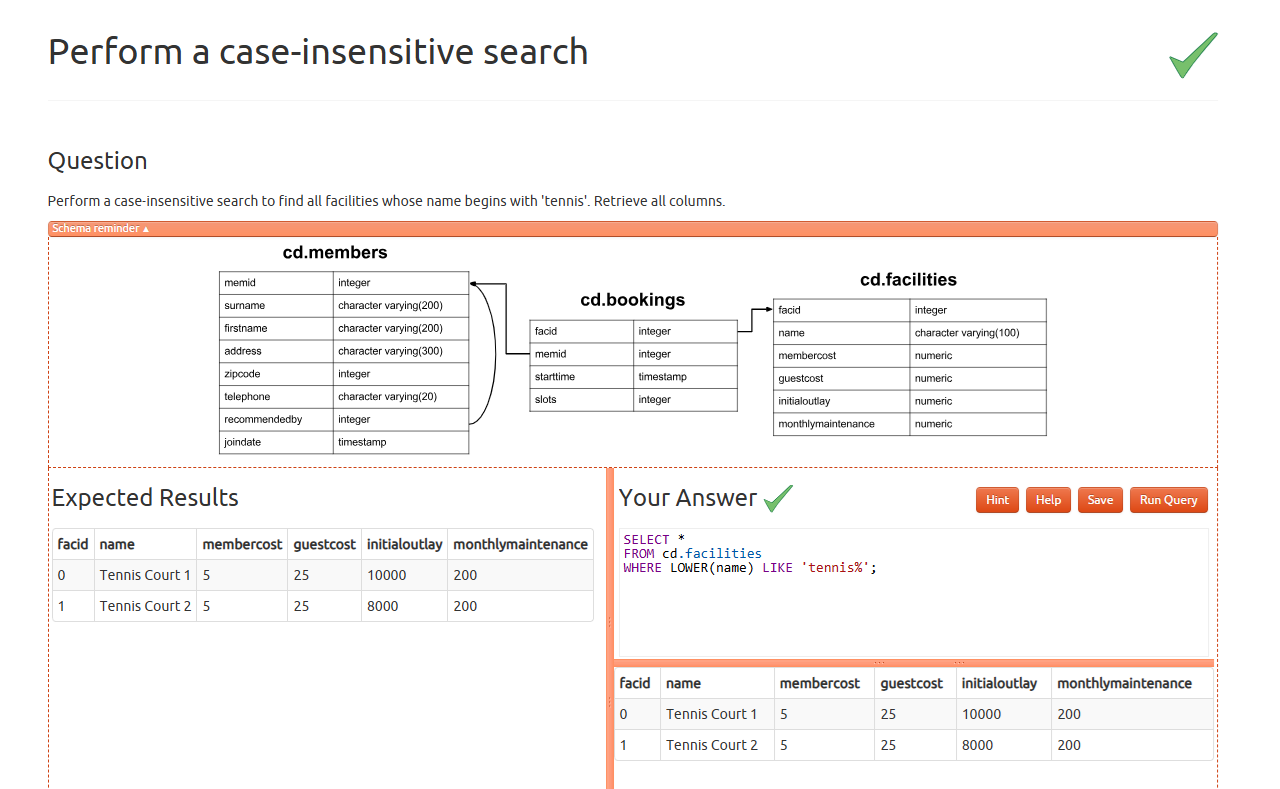 Perform a case-insensitive search
Question
Perform a case-insensitive search to find all facilities whose name begins with 'tennis'. Retrieve all columns.
Schema reminder ▴
cd.members
memid integer
surname character varying(200)
firstname character varying(200)
address character varying(300)
zipcode integer
telephone character varying(20)
recommendedby integer
joindate timestamp
cd.bookings
facid integer
memid integer
starttime timestamp
slots integer
cd.facilities
facid integer
name character varying(100)
membercost numeric
guestcost numeric
initialoutlay numeric
monthlymaintenance numeric
Expected Results
facid name membercost guestcost initialoutlay monthlymaintenance
0 Tennis Court 1 5 25 10000 200
1 Tennis Court 2 5 25 8000 200
Your Answer
Hint Help Save Run Query
SELECT *
FROM cd.facilities
WHERE LOWER(name) LIKE 'tennis%';
facid name membercost guestcost initialoutlay monthlymaintenance
0 Tennis Court 1 5 25 10000 200
1 Tennis Court 2 5 25 8000 200